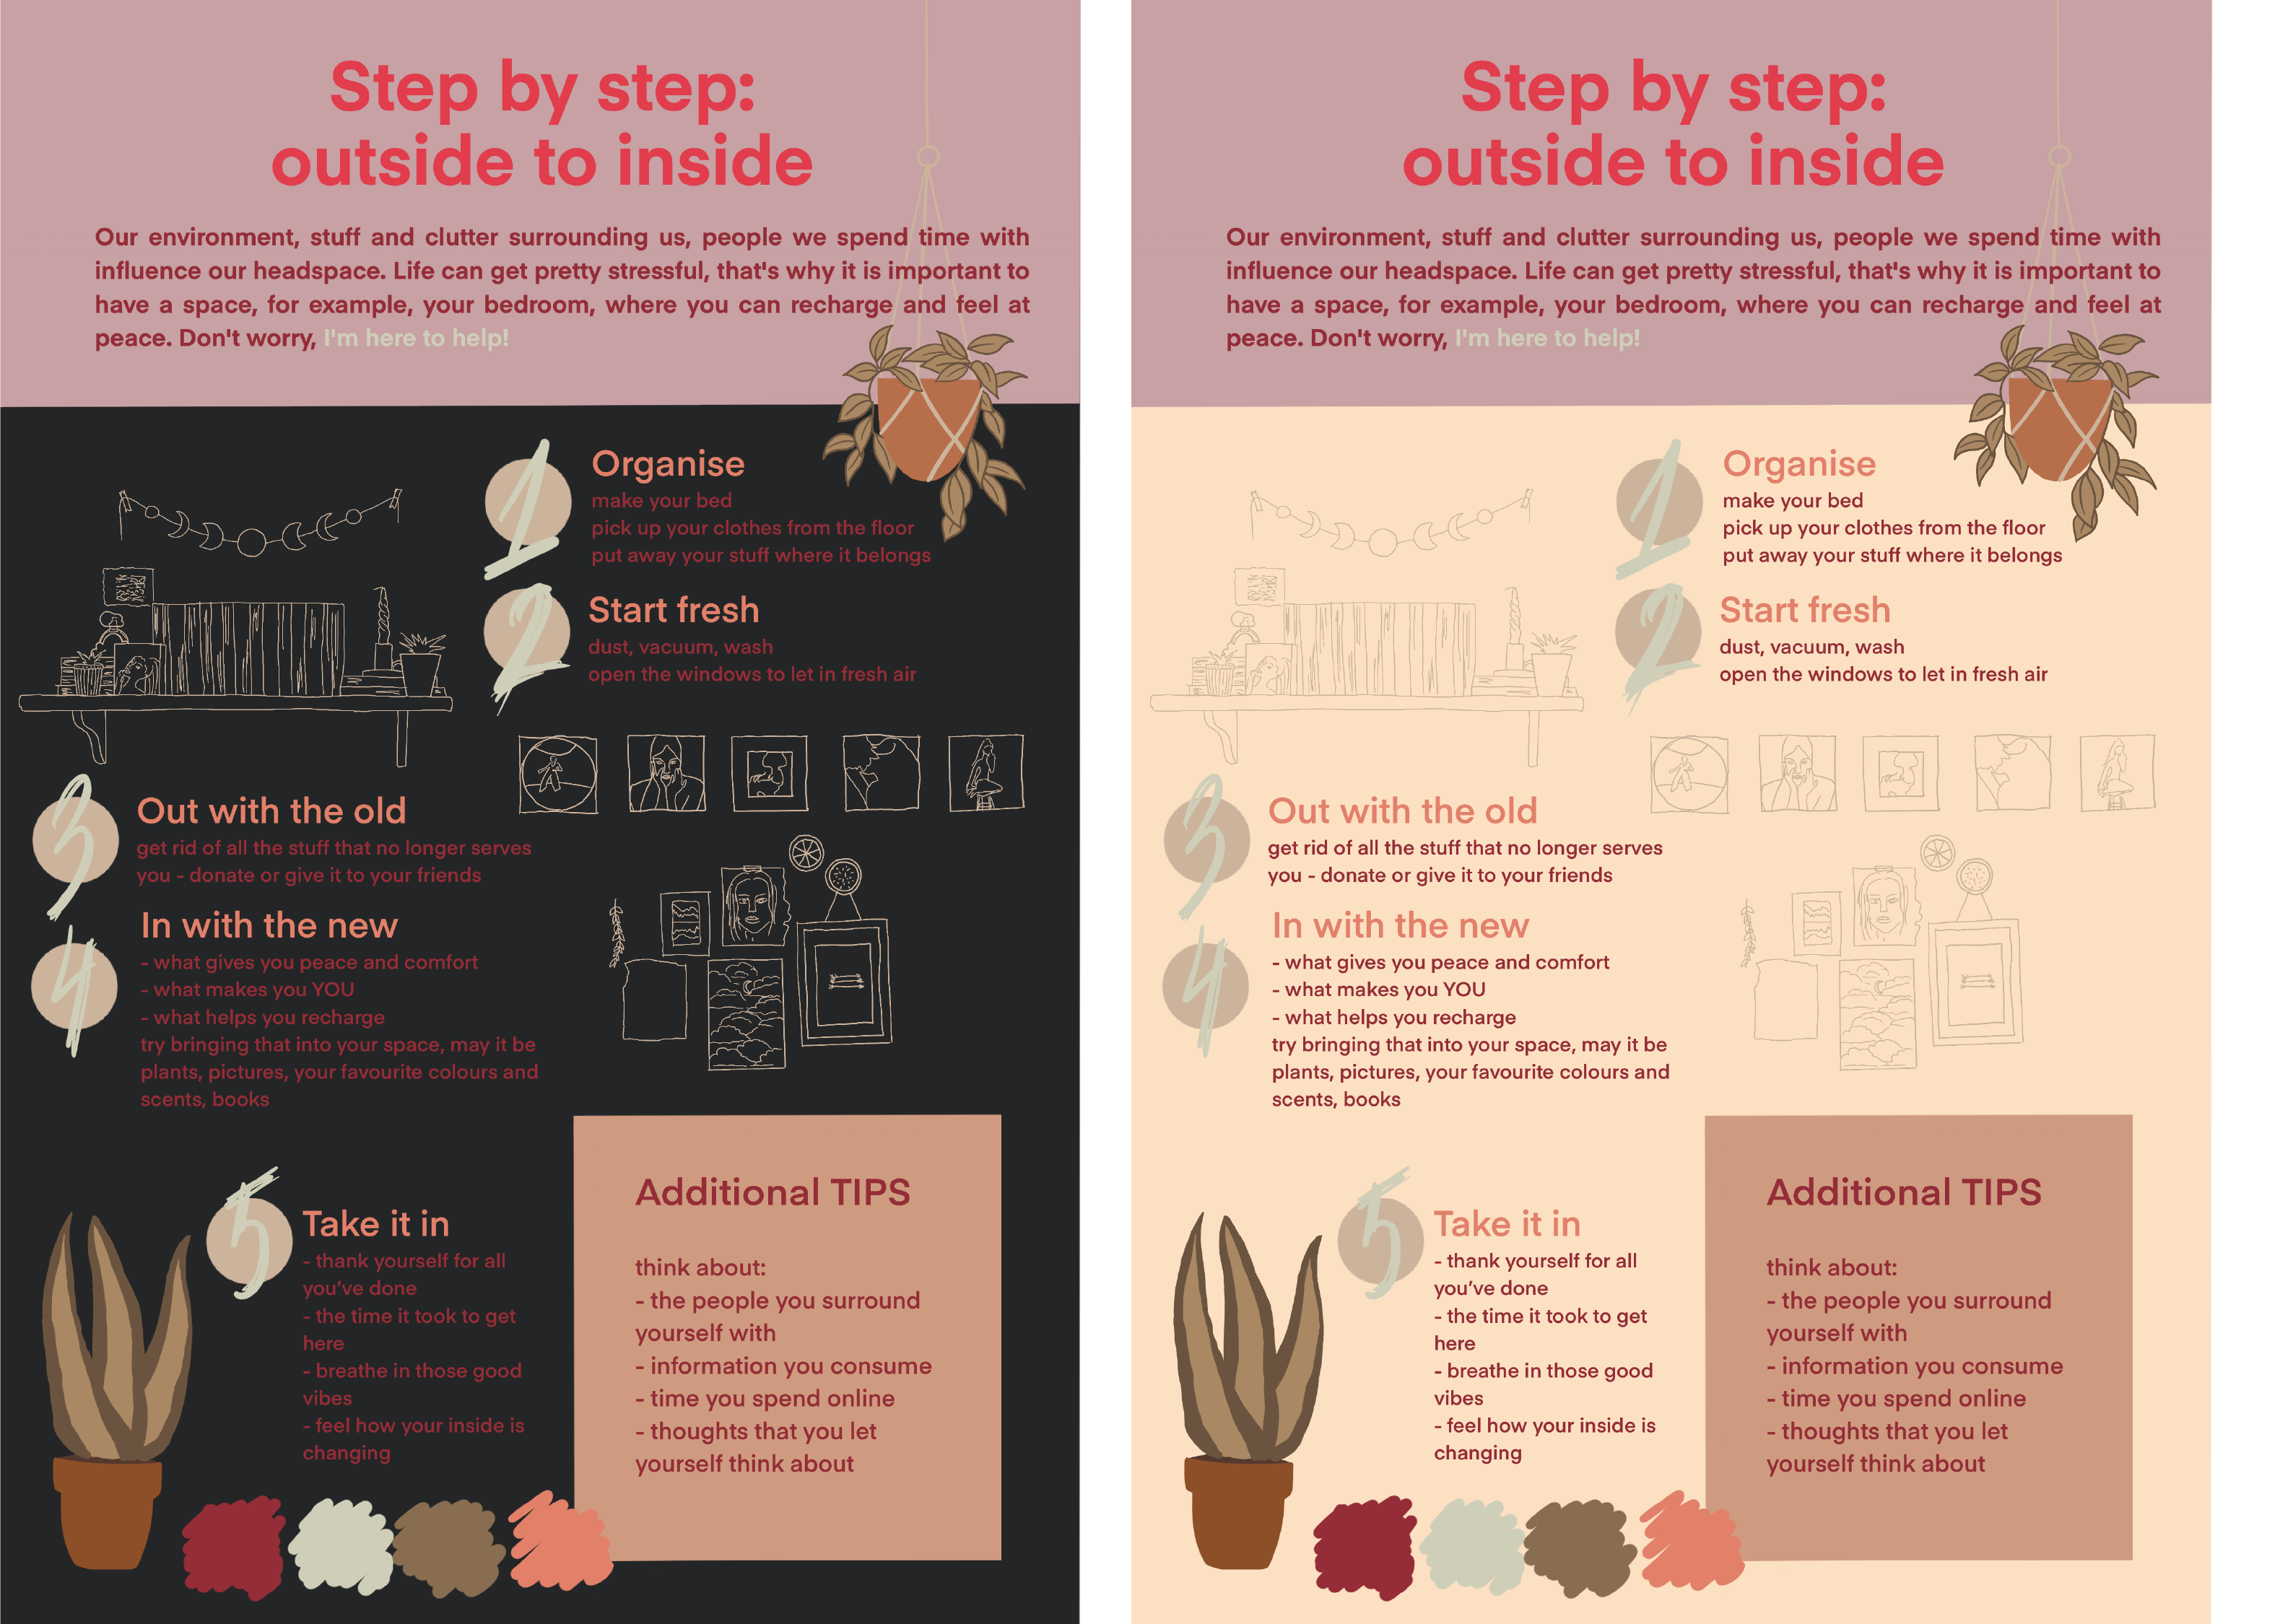 Step by step:
outside to inside
Our environment, stuff and clutter surrounding us, people we spend time with
influence our headspace. Life can get pretty stressful, that's why it is important to
have a space, for example, your bedroom, where you can recharge and feel at
peace. Don't worry, I'm here to help!
1
Organise
make your bed
pick up your clothes from the floor
put away your stuff where it belongs
2
Start fresh
dust, vacuum, wash
open the windows to let in fresh air
3
Out with the old
get rid of all the stuff that no longer serves
you - donate or give it to your friends
4
In with the new
- what gives you peace and comfort
- what makes you YOU
- what helps you recharge
try bringing that into your space, may it be
plants, pictures, your favourite colours and
scents, books
5
Take it in
- thank yourself for all
you've done
- the time it took to get
here
- breathe in those good
vibes
- feel how your inside is
changing
Additional TIPS
think about:
- the people you surround
yourself with
- information you consume
- time you spend online
- thoughts that you let
yourself think about
Step by step:
outside to inside
Our environment, stuff and clutter surrounding us, people we spend time with
influence our headspace. Life can get pretty stressful, that's why it is important to
have a space, for example, your bedroom, where you can recharge and feel at
peace. Don't worry, I'm here to help!
1
Organise
make your bed
pick up your clothes from the floor
put away your stuff where it belongs
2
Start fresh
dust, vacuum, wash
open the windows to let in fresh air
3
Out with the old
get rid of all the stuff that no longer serves
you - donate or give it to your friends
4
In with the new
- what gives you peace and comfort
- what makes you YOU
- what helps you recharge
try bringing that into your space, may it be
plants, pictures, your favourite colours and
scents, books
5
Take it in
- thank yourself for all
you've done
- the time it took to get
here
- breathe in those good
vibes
- feel how your inside is
changing
Additional TIPS
think about:
- the people you surround
yourself with
- information you consume
- time you spend online
- thoughts that you let
yourself think about